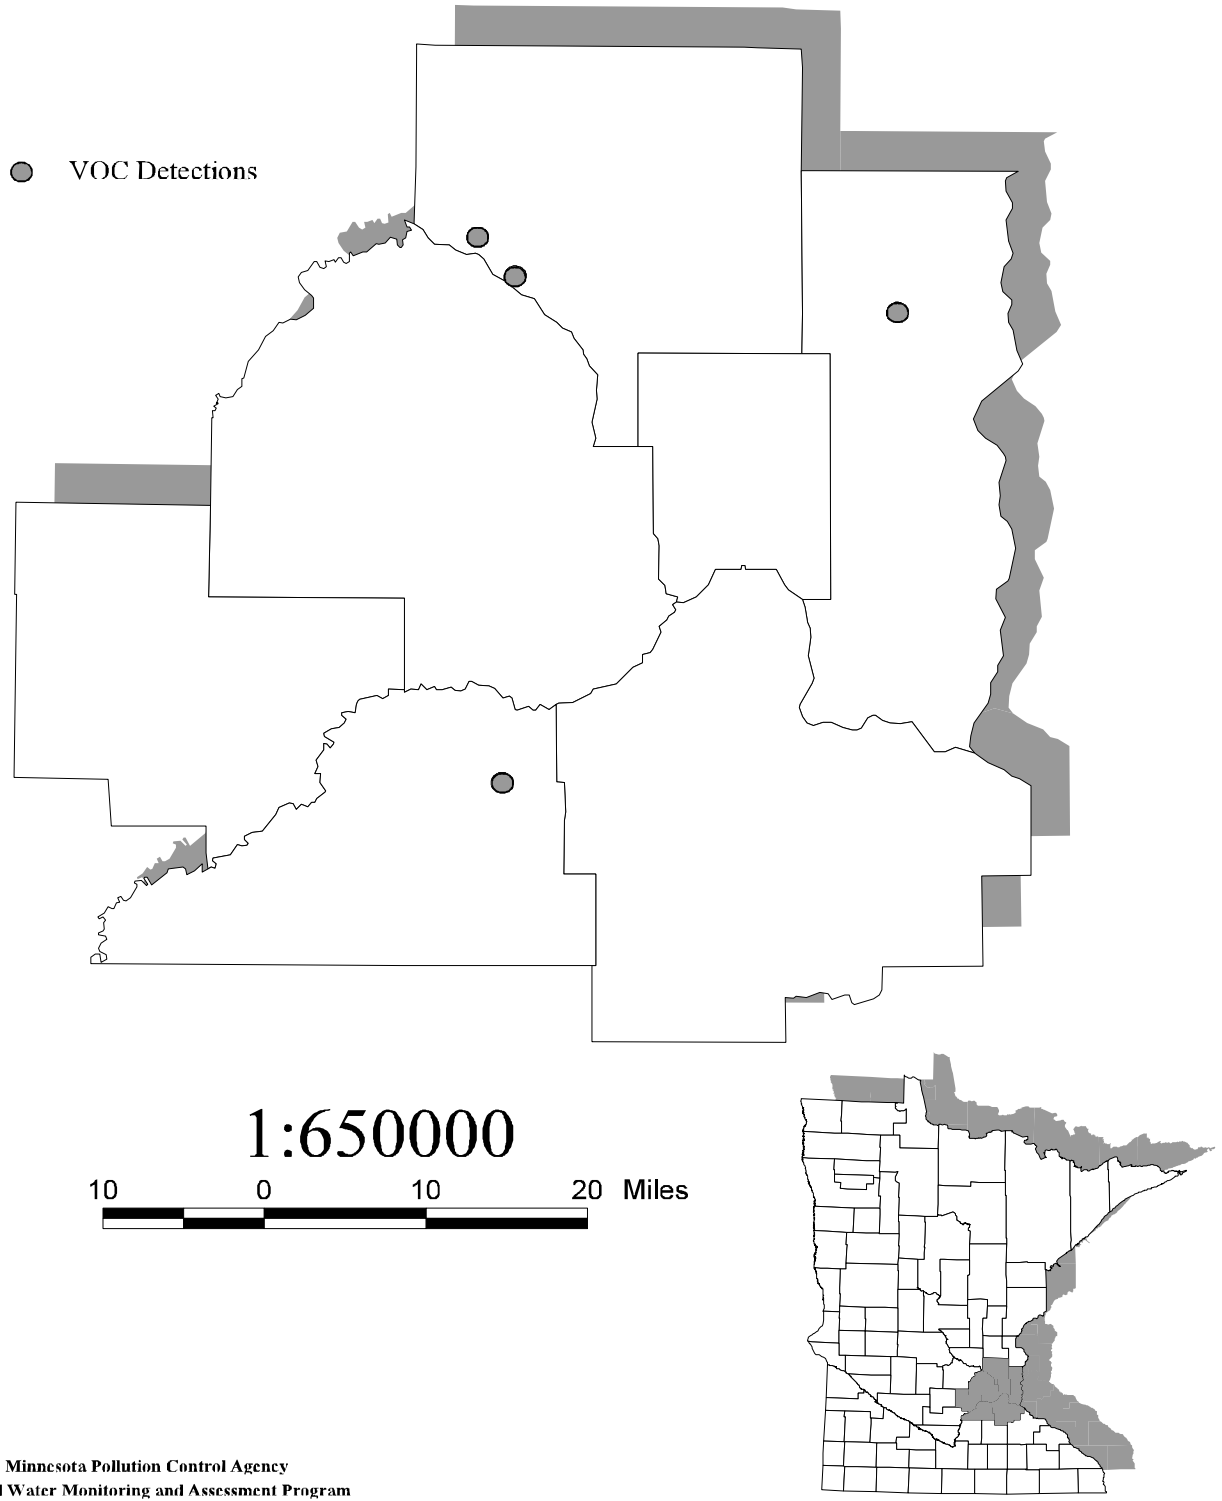 VOC Detections
1:650000
10 0 10 20 Miles
Minnesota Pollution Control Agency
Water Monitoring and Assessment Program